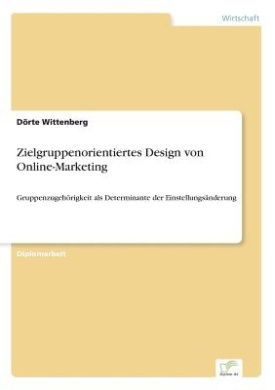 Wirtschaft
Dörte Wittenberg
Zielgruppenorientiertes Design von
Online-Marketing
Gruppenzugehörigkeit als Determinante der Einstellungsänderung
Diplomarbeit